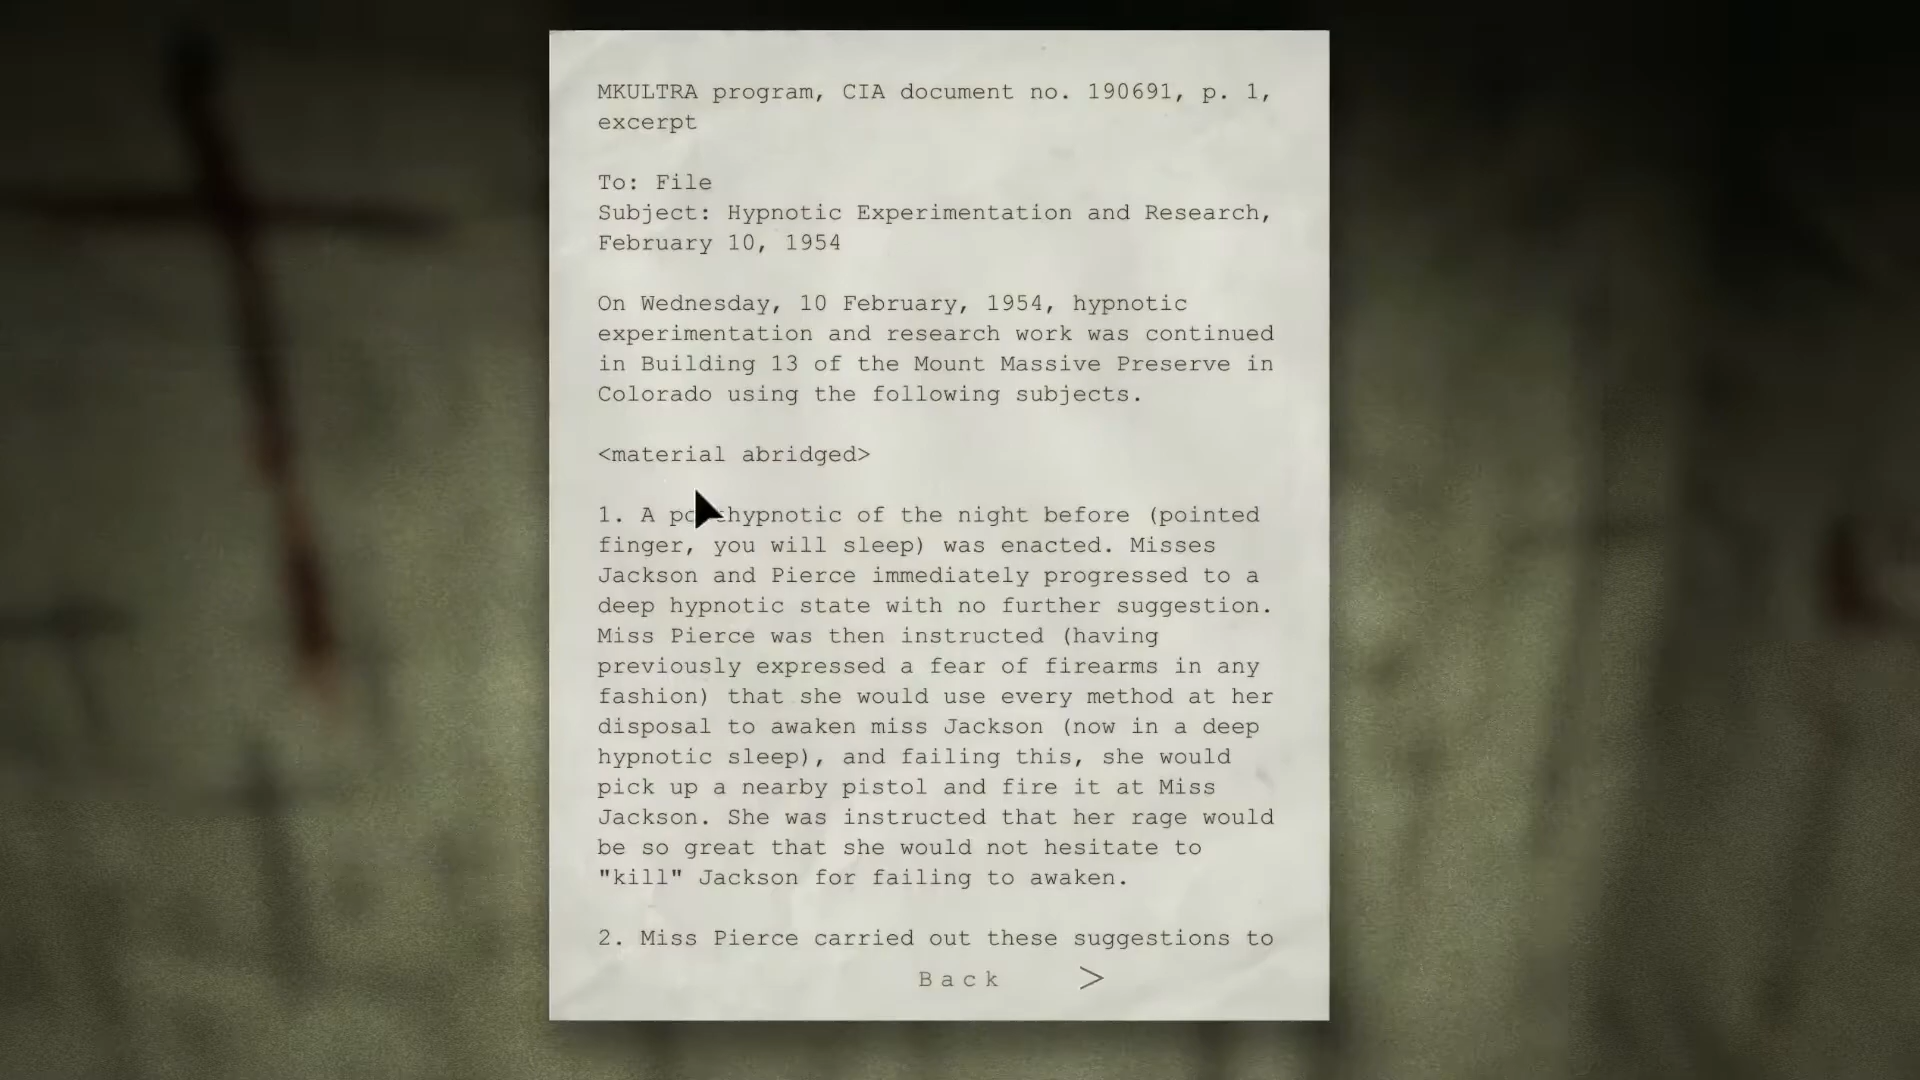 MKULTRA program, CIA document no. 190691, p. 1,
excerpt
To: File
Subject: Hypnotic Experimentation and Research,
February 10, 1954
On Wednesday, 10 February, 1954, hypnotic
experimentation and research work was continued
in Building 13 of the Mount Massive Preserve in
Colorado using the following subjects.
<material abridged>
1. A of the night before (pointed
finger, you will sleep) was enacted. Misses
Jackson and Pierce immediately progressed to a
deep hypnotic state with no further suggestion.
Miss Pierce was then instructed (having
previously expressed a fear of firearms in any
fashion) that she would use every method at her
disposal to awaken miss Jackson (now in a deep
hypnotic sleep), and failing this, she would
pick up a nearby pistol and fire it at Miss
Jackson. She was instructed that her rage would
be so great that she would not hesitate to
"kill" Jackson for failing to awaken.
2. Miss Pierce carried out these suggestions to
Back >